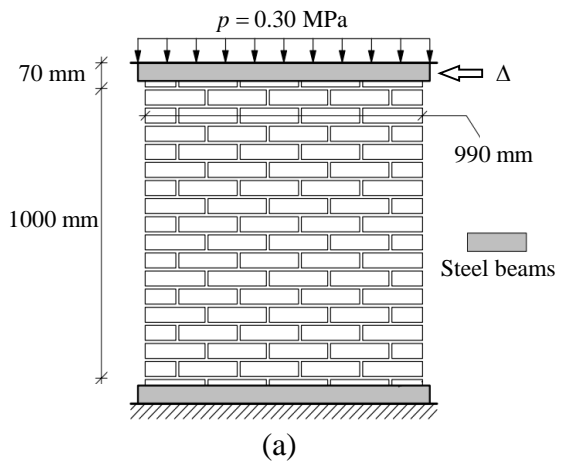 p = 0.30 MPa
70 mm
Δ
990 mm
1000 mm
Steel beams
(a)